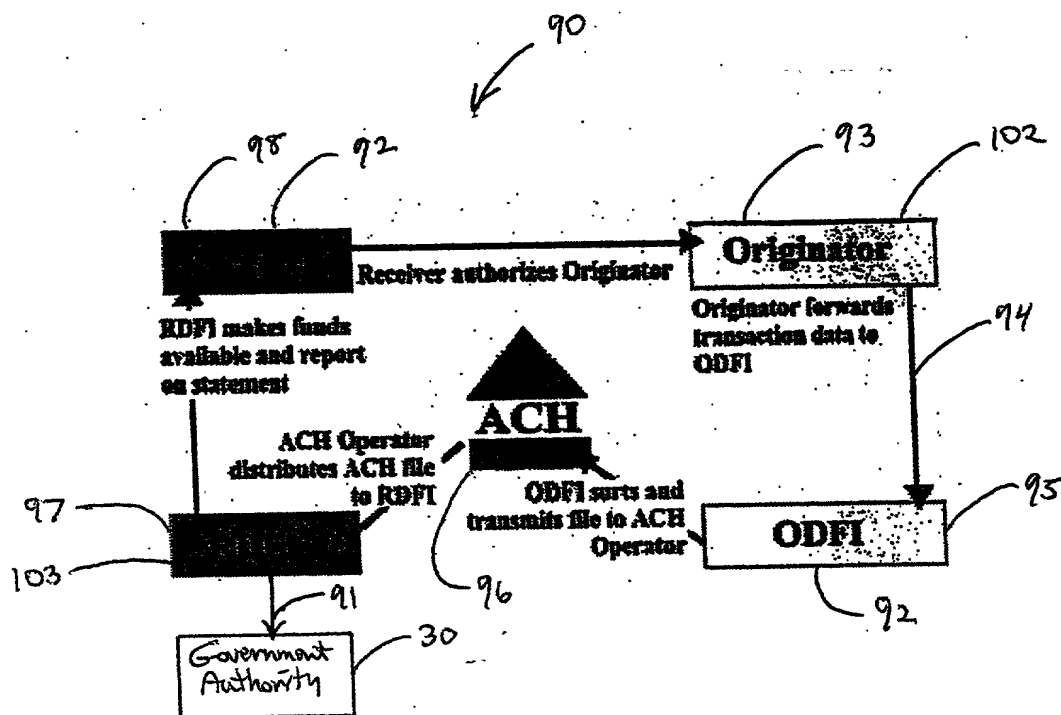 90
98
92
93
102
Originator
Receiver authorizes Originator
RDFI makes funds
available and report
on statement
Originator forwards
transaction data to
ODFI
94
ACH
ACH Operator
distributes ACH file
to RDFI
ODFI sorts and
transmits file to ACH
Operator
97
103
96
ODFI
95
92
91
30
Government
Authority